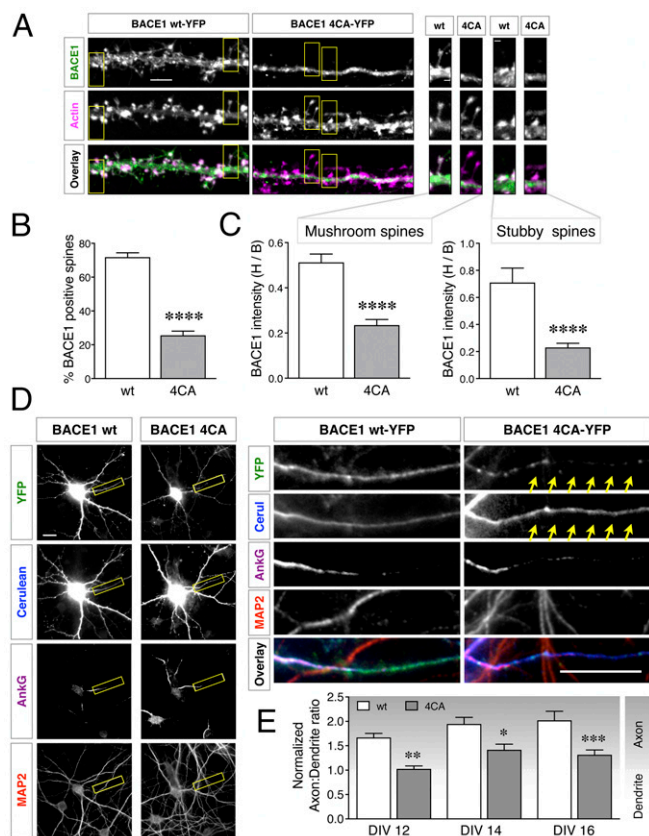 A
BACE1 wt-YFP
BACE1 4CA-YFP
wt
4CA
wt
4CA
BACE1
Actin
Overlay
B
% BACE1 positive spines
80
60
40
20
0
****
wt
4CA
C
Mushroom spines
BACE1 intensity (H / B)
0.6
0.4
0.2
0.0
****
wt
4CA
Stubby spines
BACE1 intensity (H / B)
1.0
0.8
0.6
0.4
0.2
0.0
****
wt
4CA
D
BACE1 wt
BACE1 4CA
YFP
Cerulean
AnkG
MAP2
BACE1 wt-YFP
BACE1 4CA-YFP
YFP
Cerul
AnkG
MAP2
Overlay
E
wt
4CA
Normalized
Axon:Dendrite ratio
2.5
2.0
1.5
1.0
0.5
0.0
**
*
***
DIV 12
DIV 14
DIV 16
Axon
Dendrite